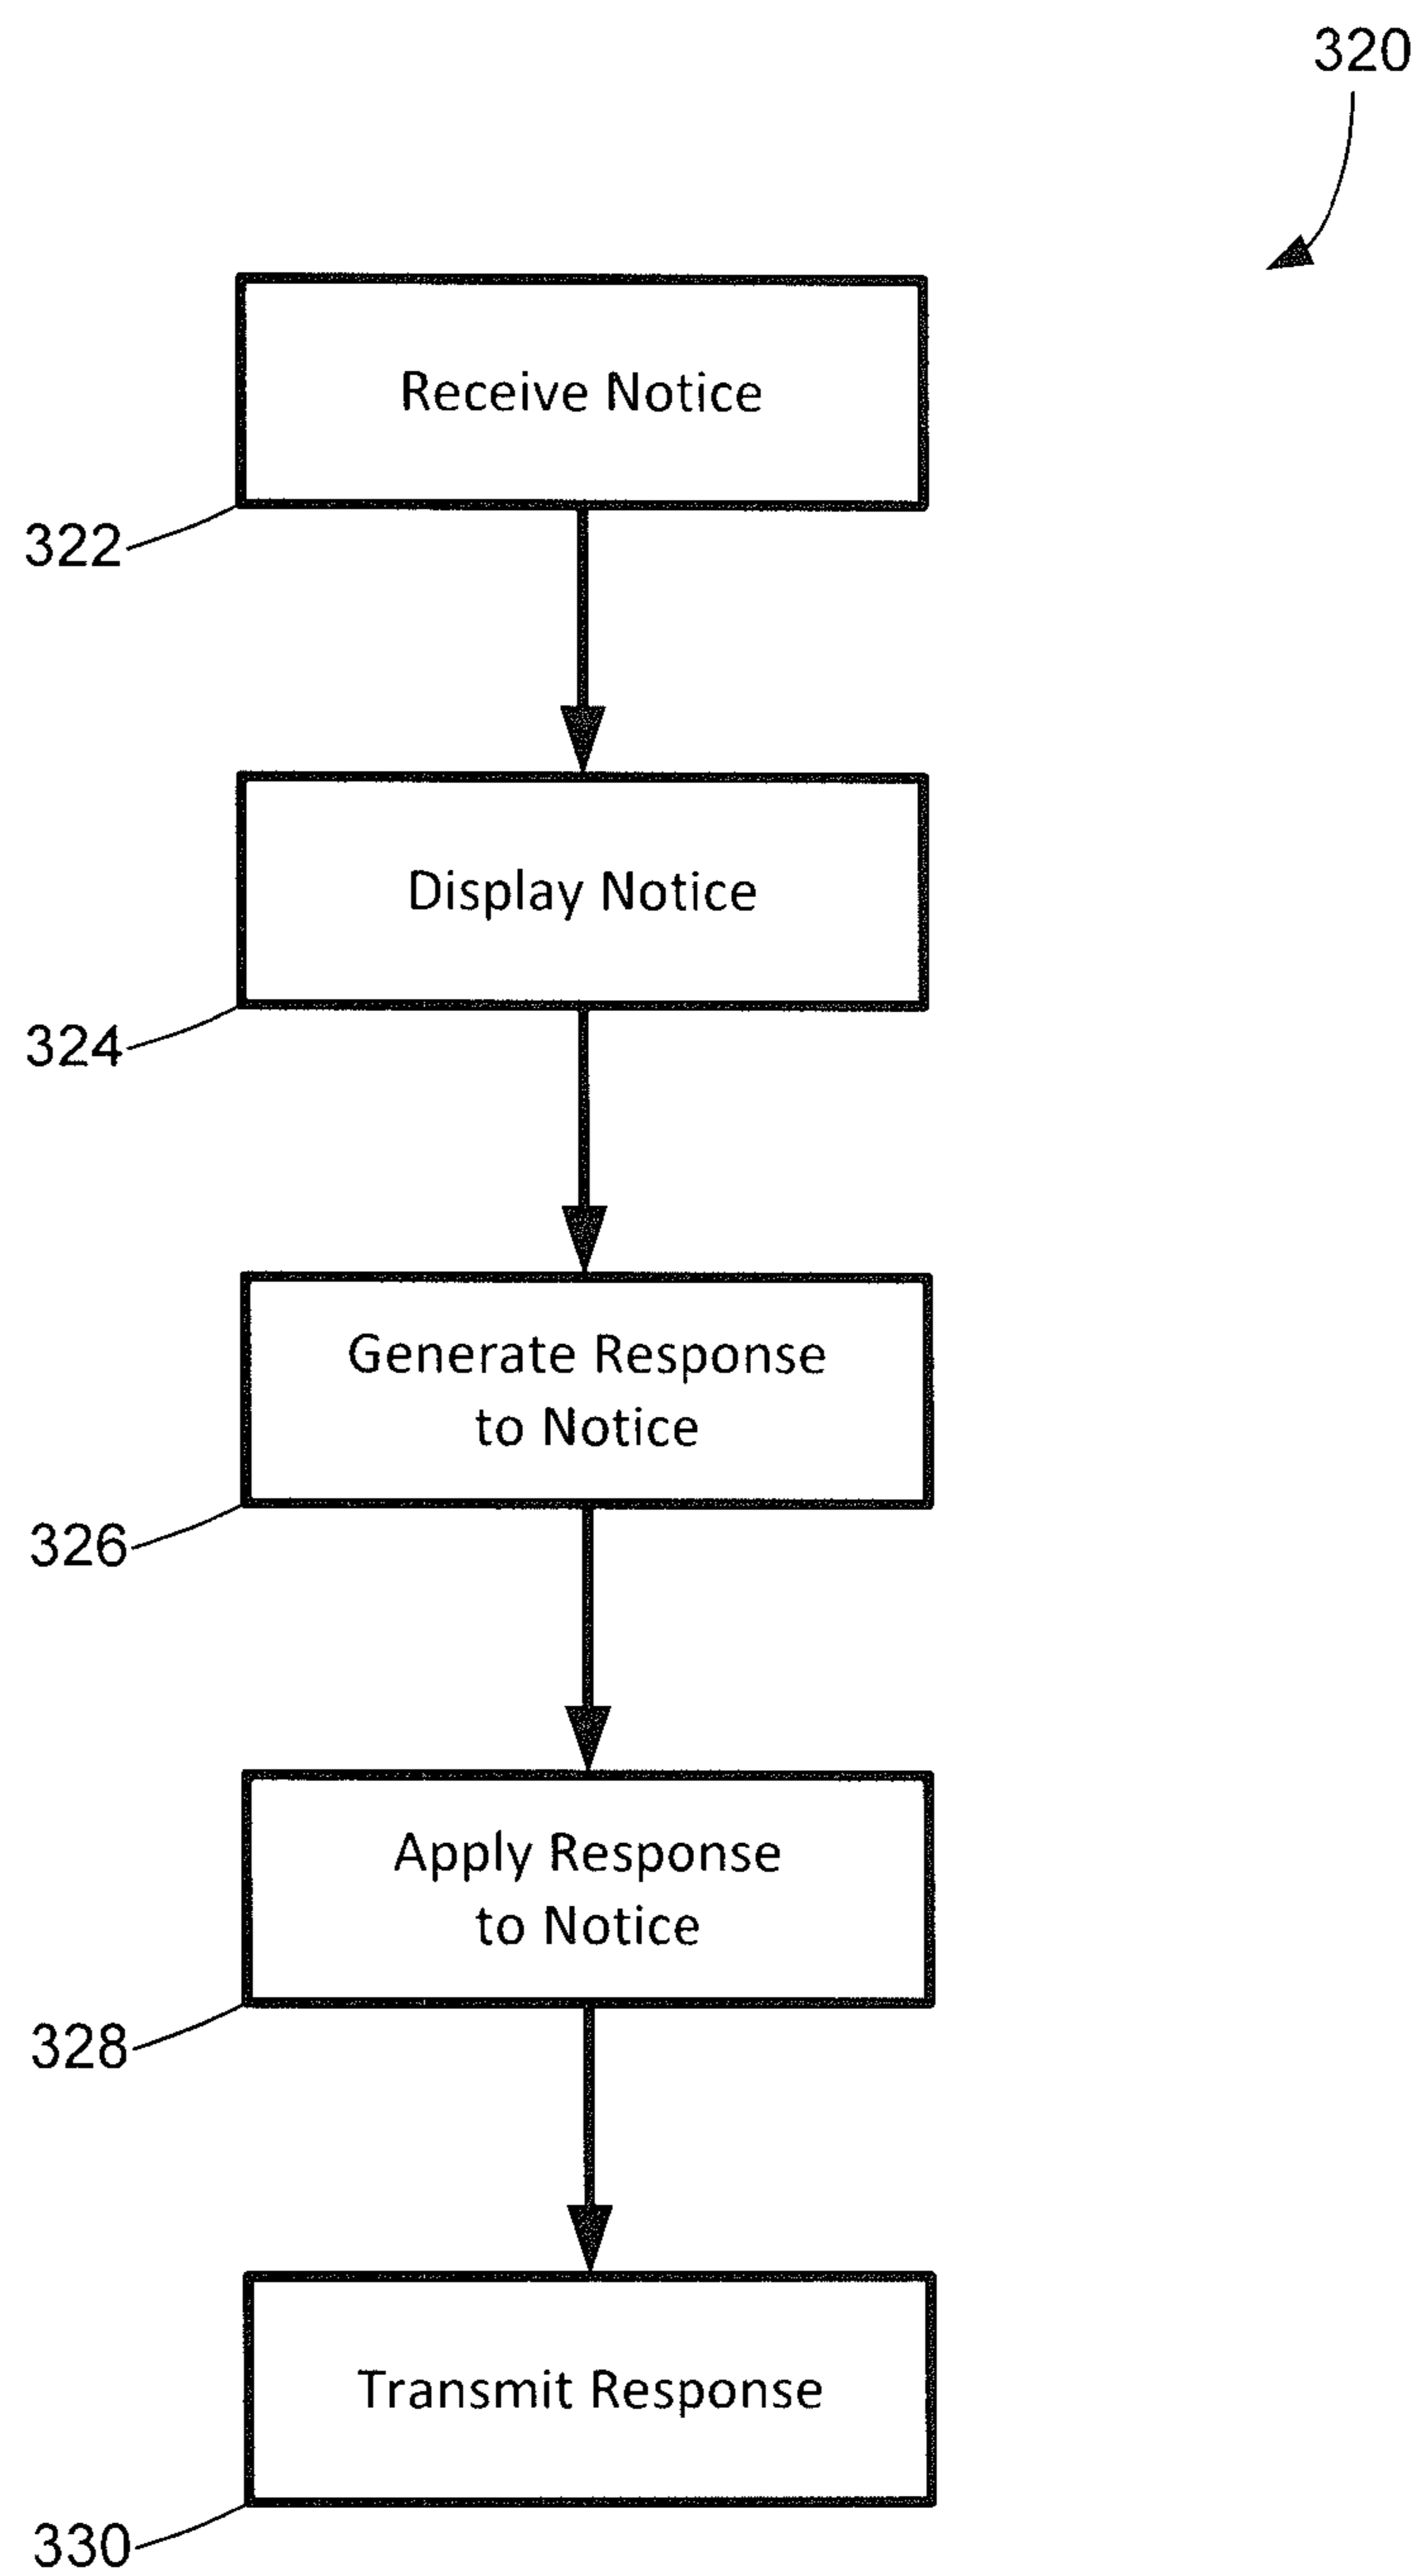 320
Receive Notice
322
Display Notice
324
Generate Response
to Notice
326
Apply Response
to Notice
328
Transmit Response
330